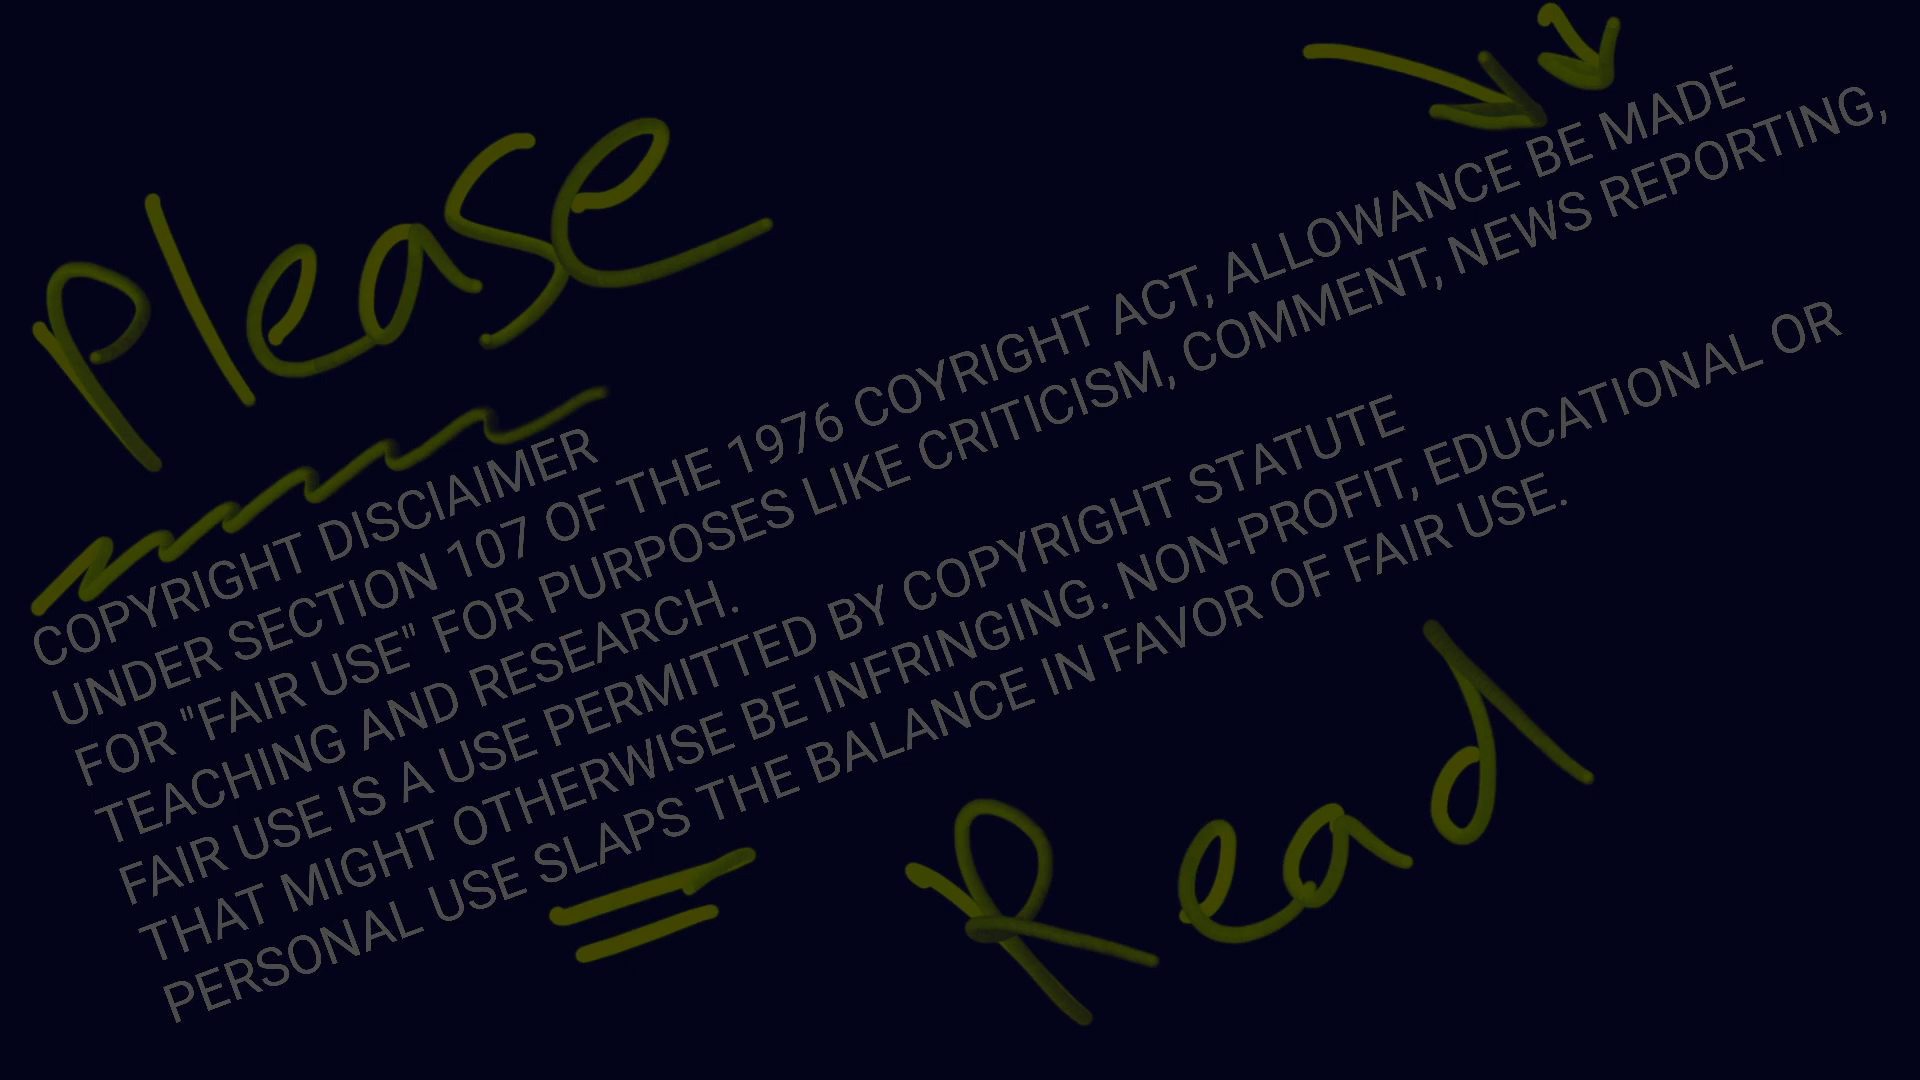 Please
COPYRIGHT DISCIAIMER
UNDER SECTION 107 OF THE 1976 COYRIGHT ACT, ALLOWANCE BE MADE
FOR "FAIR USE" FOR PURPOSES LIKE CRITICISM, COMMENT, NEWS REPORTING,
TEACHING AND RESEARCH.
FAIR USE IS A USE PERMITTED BY COPYRIGHT STATUTE
THAT MIGHT OTHERWISE BE INFRINGING. NON-PROFIT, EDUCATIONAL OR
PERSONAL USE SLAPS THE BALANCE IN FAVOR OF FAIR USE.
Read